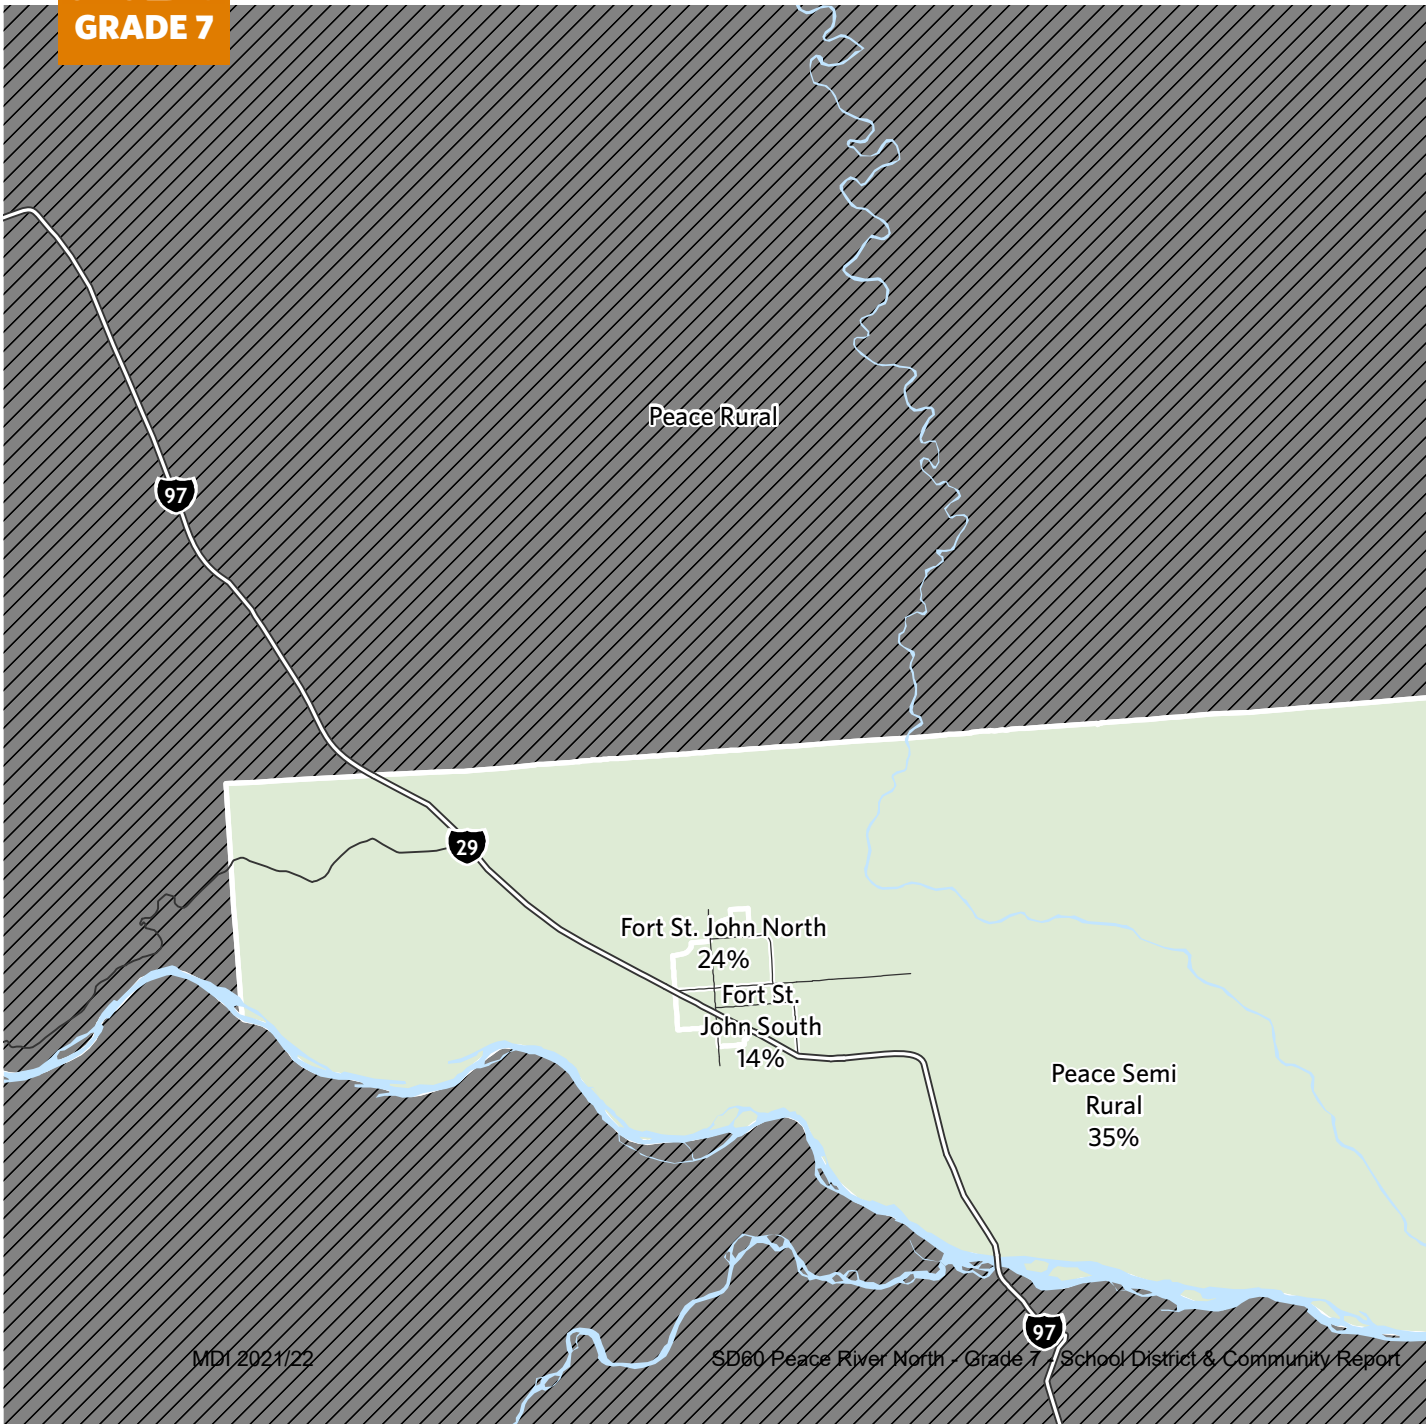 GRADE 7
Peace Rural
97
29
Fort St. John North
24%
Fort St.
John South
14%
Peace Semi
Rural
35%
97
MDI 2021/22
SD60 Peace River North - Grade 7 - School District & Community Report